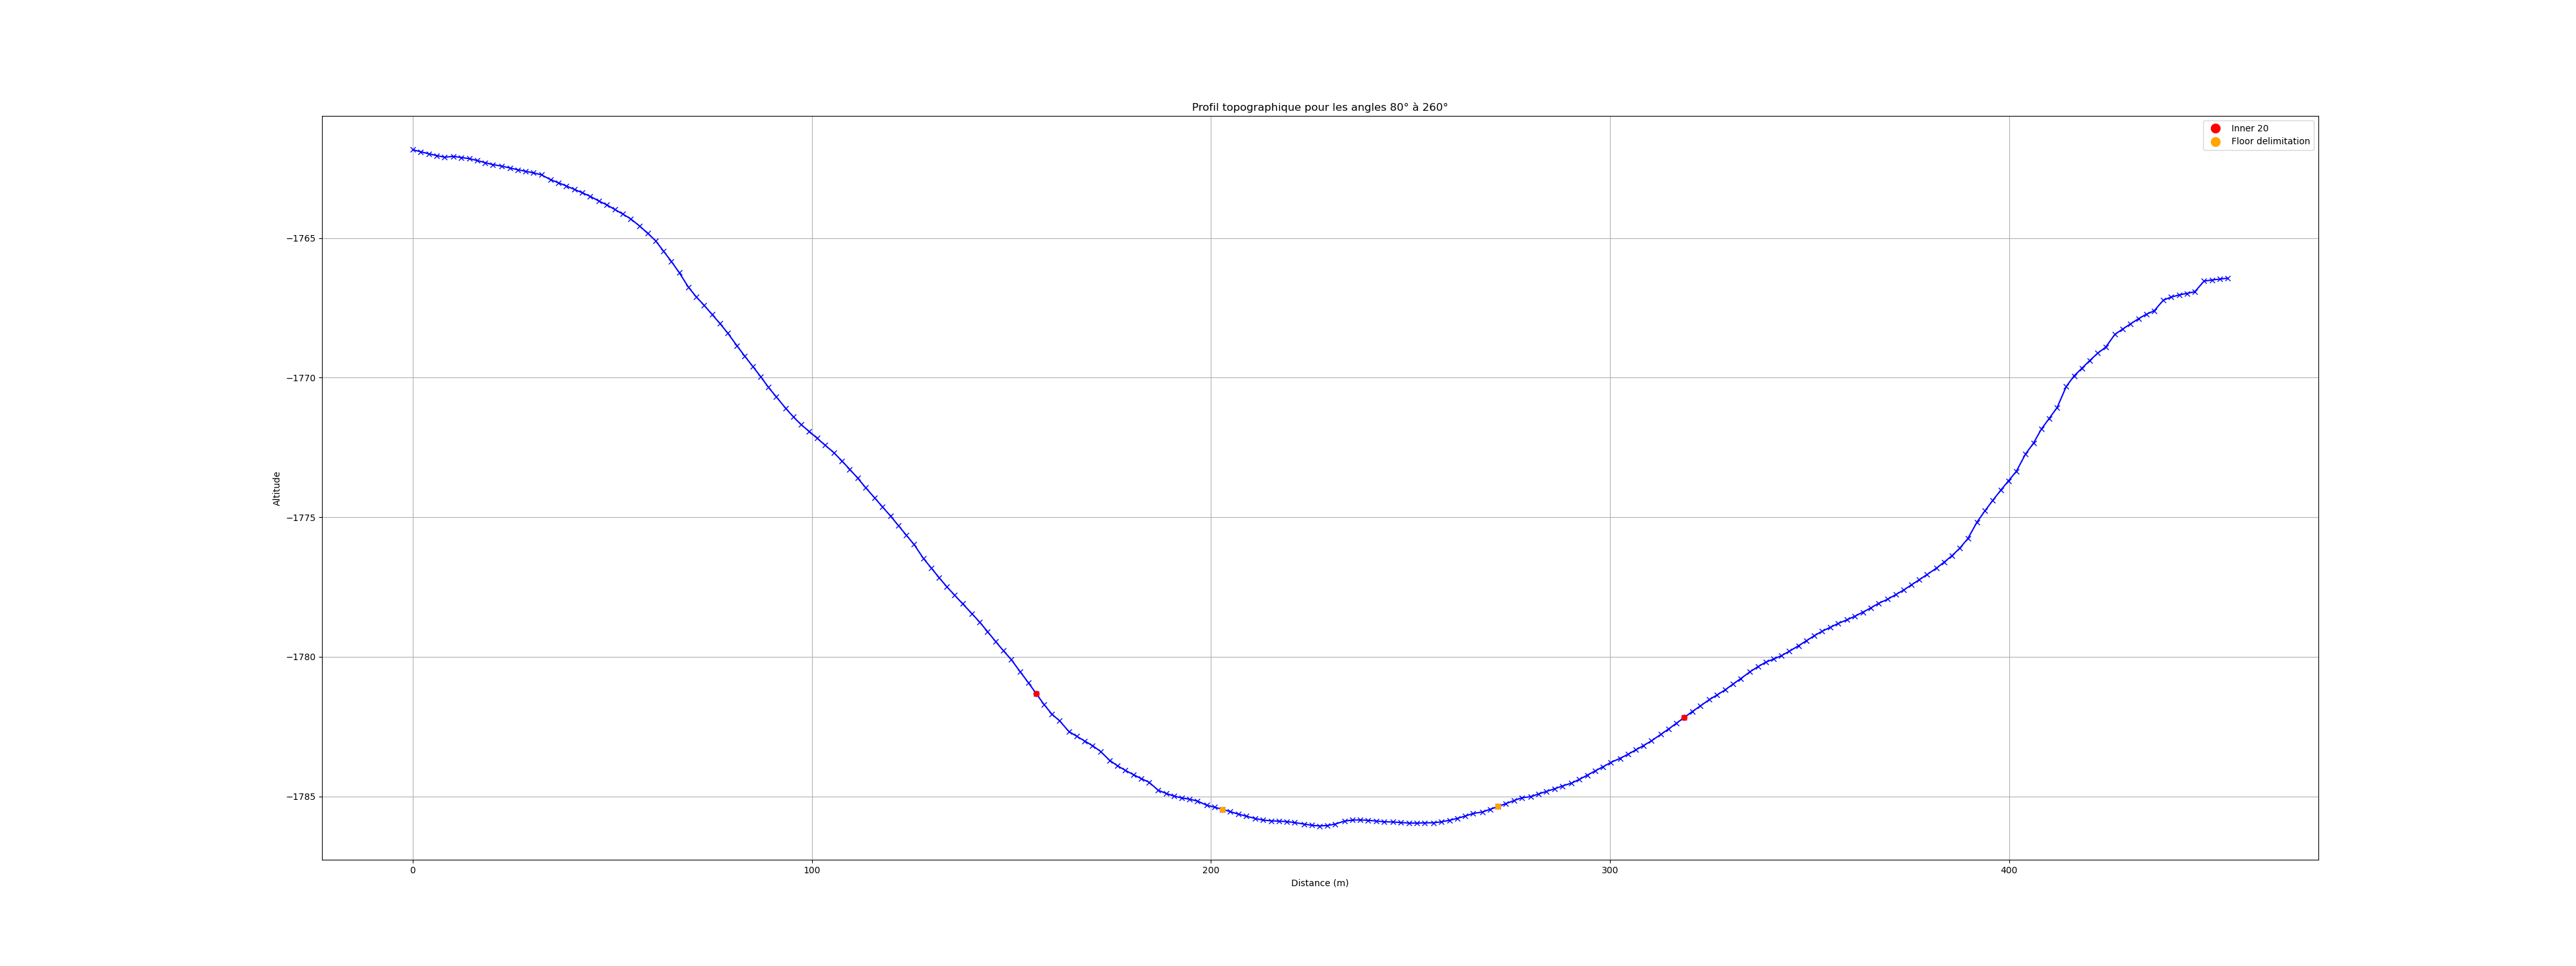 Profil topographique pour les angles 80° à 260°
Inner 20
Floor delimitation
Altitude
−1765
−1770
−1775
−1780
−1785
0 100 200 300 400
Distance (m)